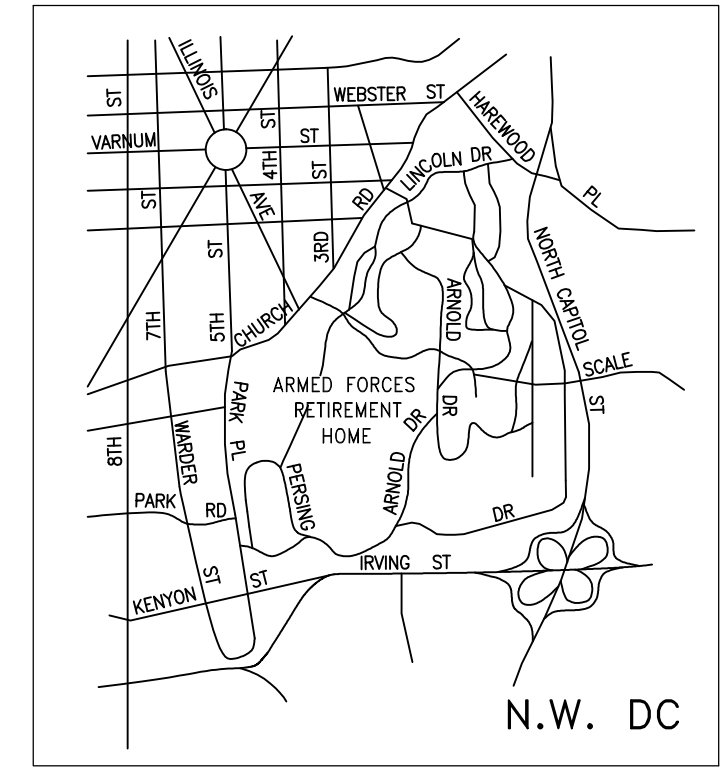 ILLINOIS
ST
WEBSTER ST
HAREWOOD
PL
VARNUM
ST
ST
4TH
ST
LINCOLN DR
RD
ST
AVE
ST
3RD
NORTH CAPITOL
ST
7TH
5TH
CHURCH
ARNOLD
DR
SCALE
ARMED FORCES
RETIREMENT
HOME
PARK PL
8TH
WARDER
ST
ARNOLD DR
PERSING
DR
PARK RD
IRVING ST
KENYON ST
N.W. DC